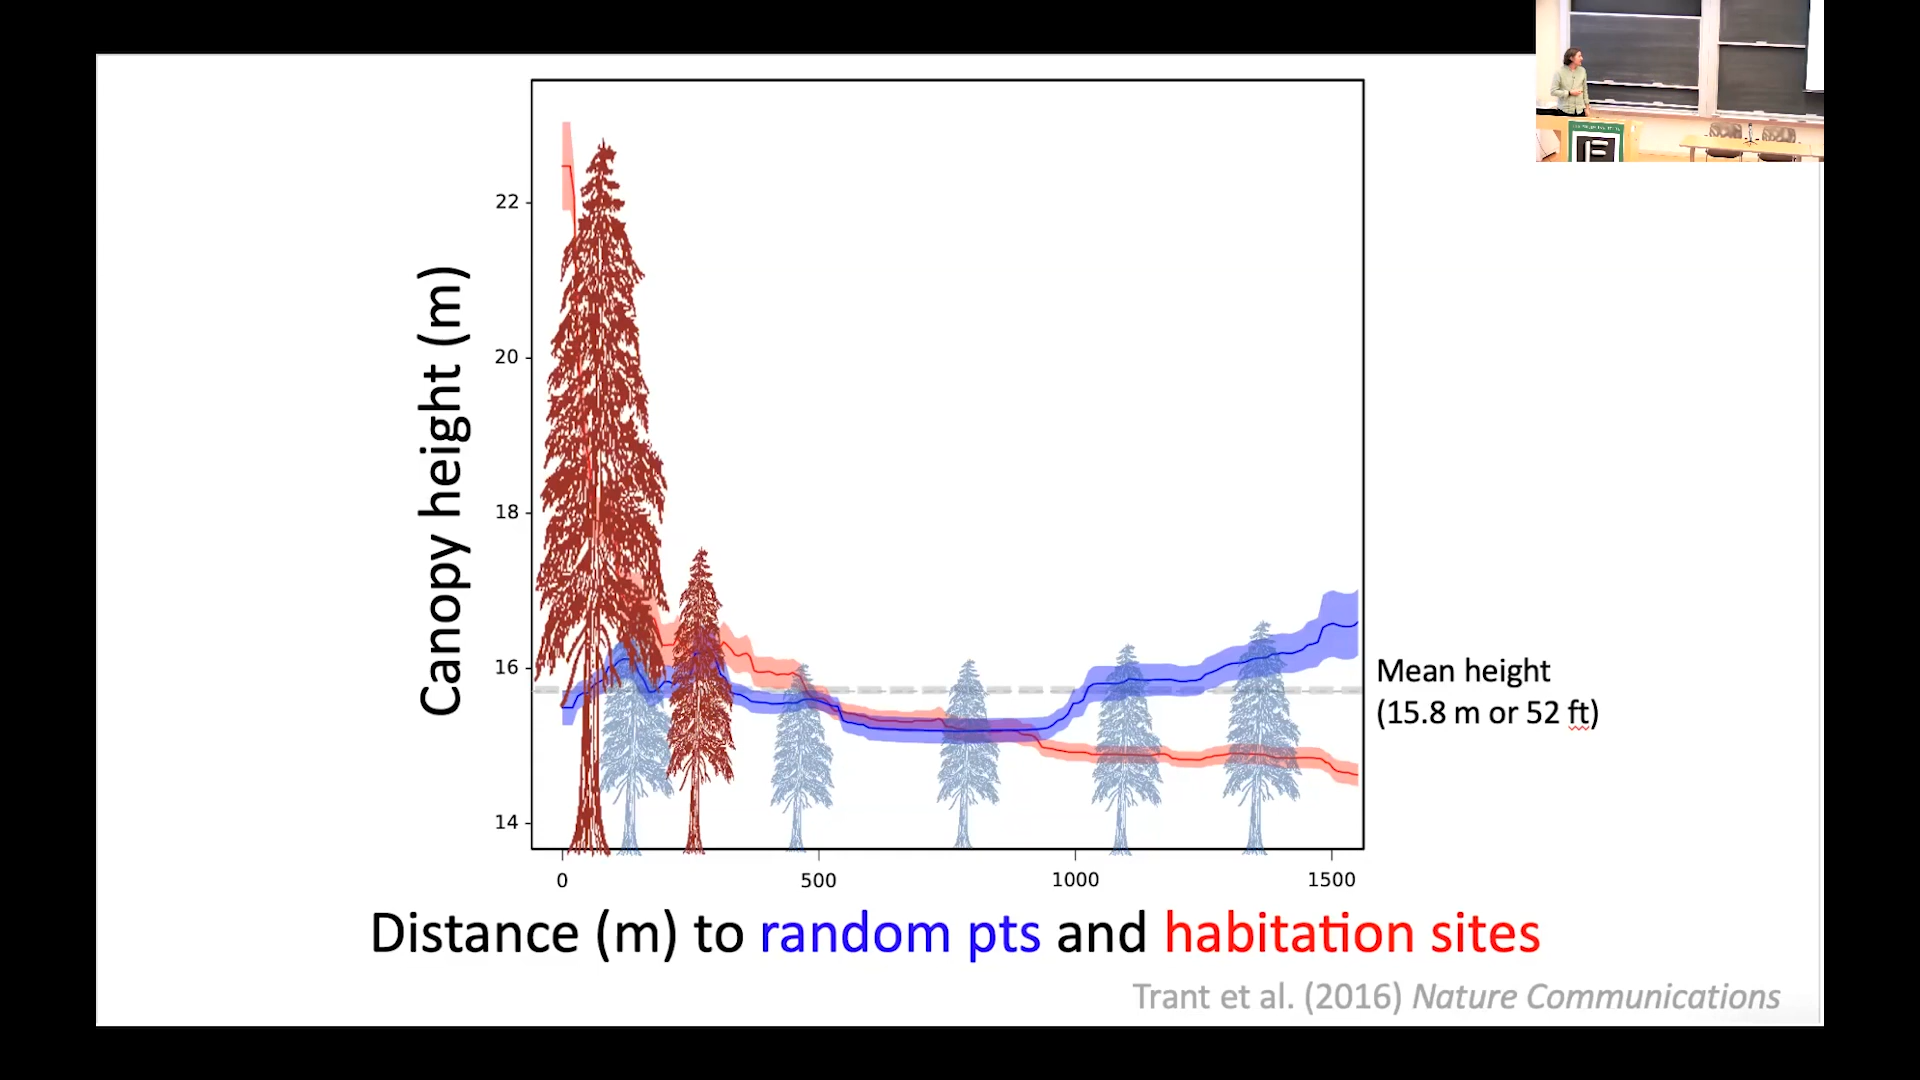 22
20
18
16
14
Canopy height (m)
Mean height
(15.8 m or 52 ft)
0 500 1000 1500
Distance (m) to random pts and habitation sites
Trant et al. (2016) Nature Communications